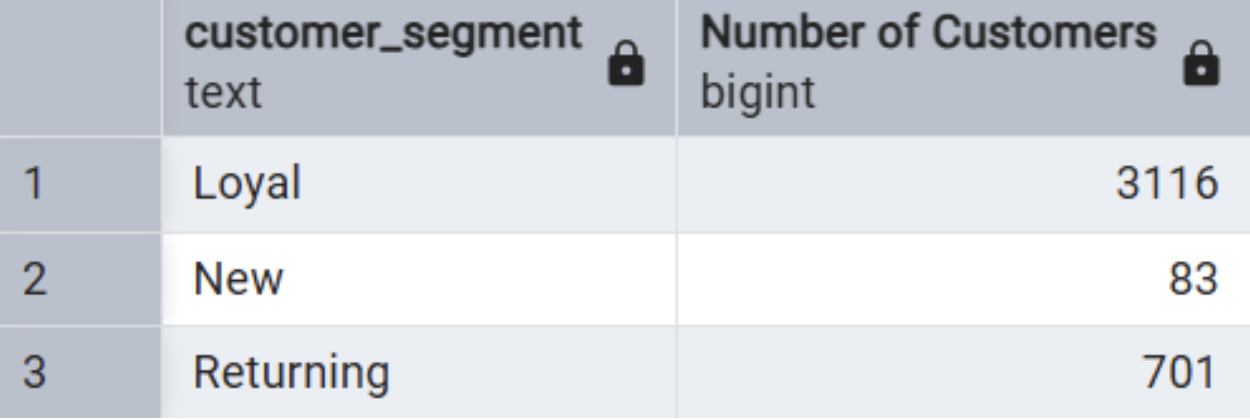 customer_segment Number of Customers
text bigint
1 Loyal 3116
2 New 83
3 Returning 701